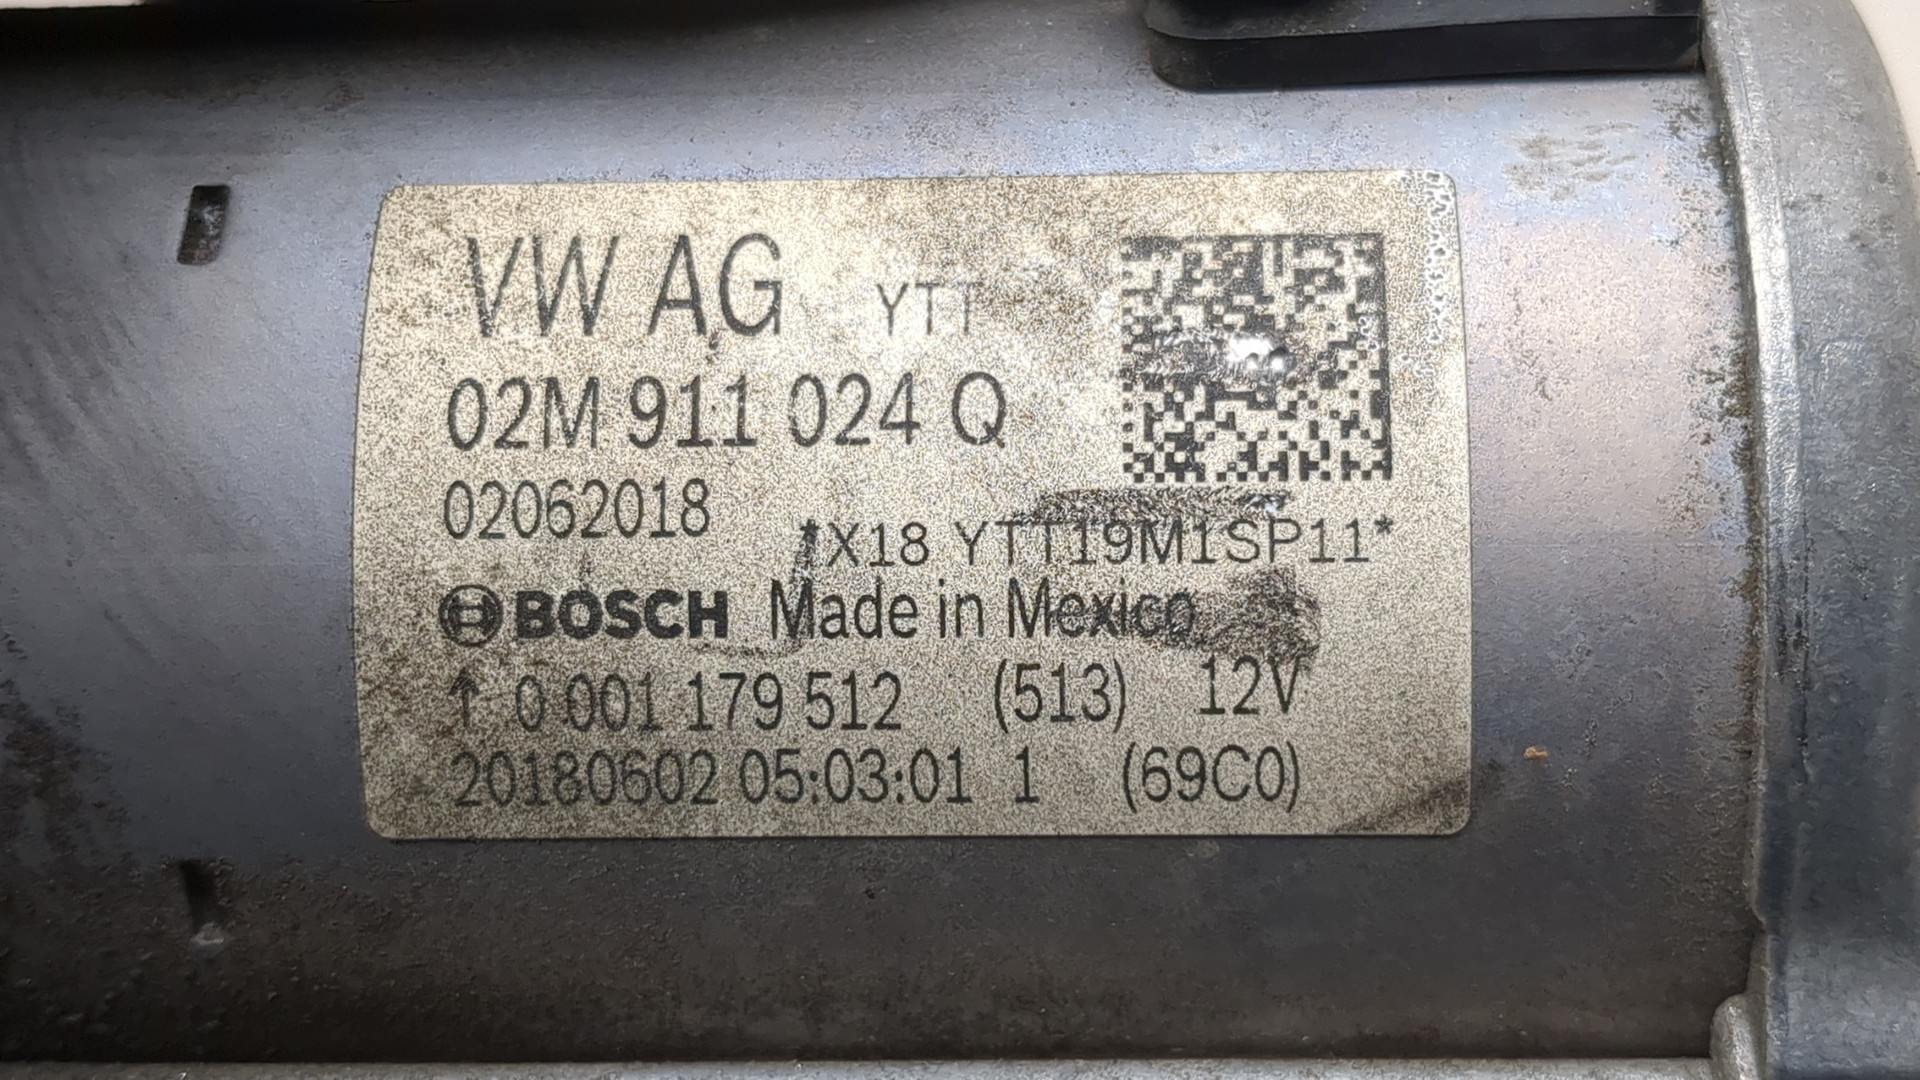 VW AG YTT
02M 911 024 Q
02062018
*X18 YTT19M1SP11*
BOSCH Made in Mexico
↑ 0 001 179 512 (513) 12V
20180602 05:03:01 1 (69C0)